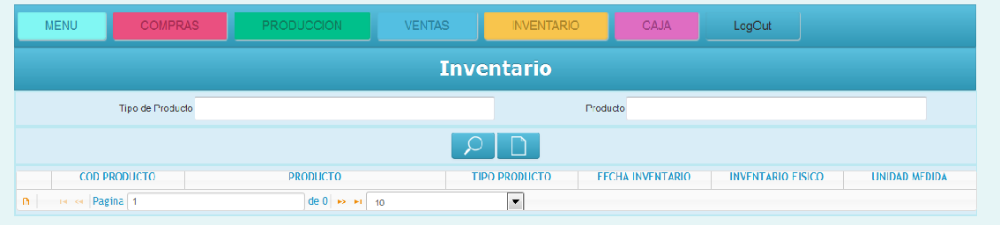 MENU COMPRAS PRODUCCION VENTAS INVENTARIO CAJA LogOut
Inventario
Tipo de Producto Producto
COD PRODUCTO PRODUCTO TIPO PRODUCTO FECHA INVENTARIO INVENTARIO FISICO UNIDAD MEDIDA
Pagina 1 de 0 10